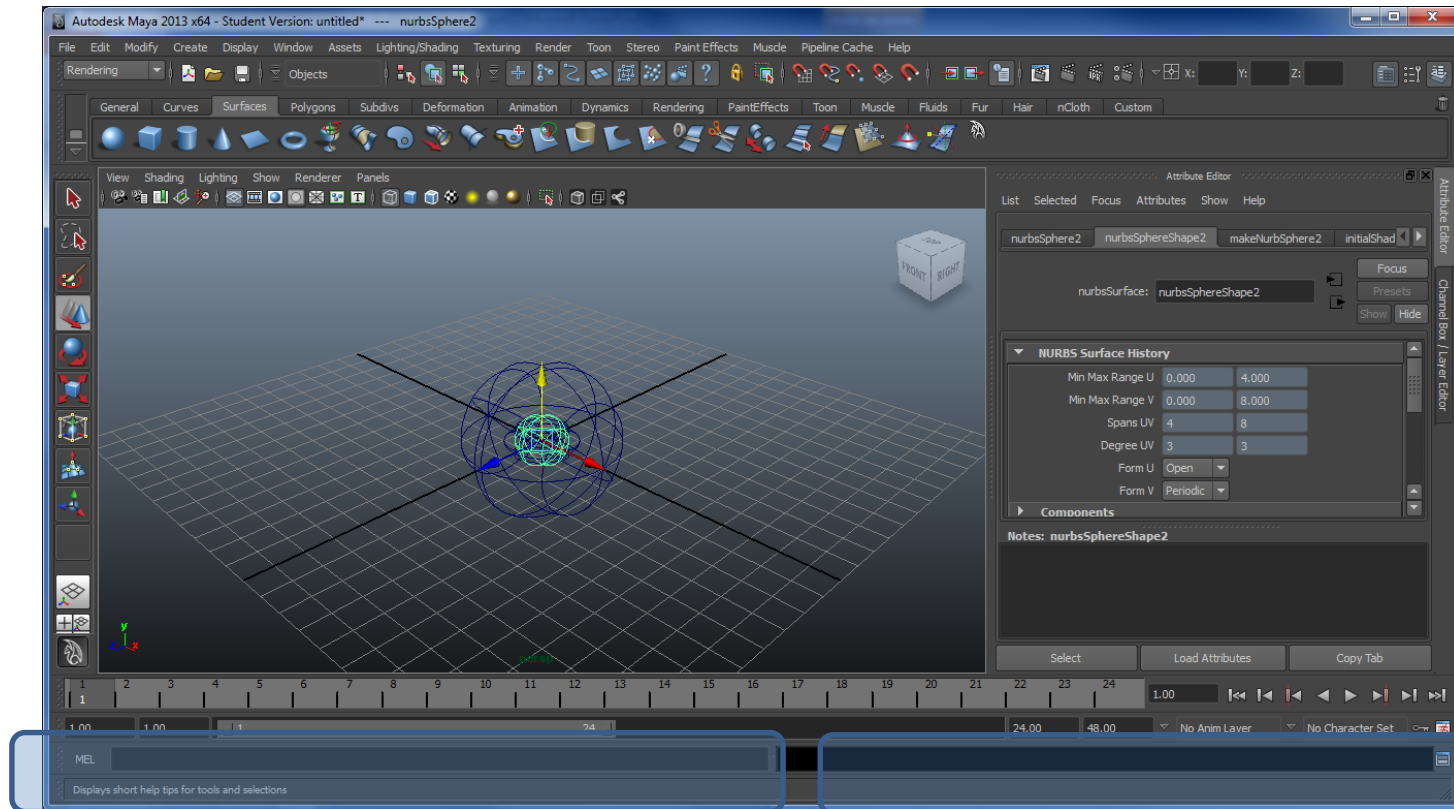 Autodesk Maya 2013 x64 - Student Version: untitled* --- nurbsSphere2
File Edit Modify Create Display Window Assets Lighting/Shading Texturing Render Toon Stereo Paint Effects Muscle Pipeline Cache Help
Rendering Objects X: Y: Z:
General Curves Surfaces Polygons Subdivs Deformation Animation Dynamics Rendering PaintEffects Toon Muscle Fluids Fur Hair nCloth Custom
View Shading Lighting Show Renderer Panels
TOP
FRONT RIGHT
y
x
persp
Attribute Editor
List Selected Focus Attributes Show Help
nurbsSphere2 nurbsSphereShape2 makeNurbSphere2 initialShad
Focus
nurbsSurface: nurbsSphereShape2 Presets
Show Hide
NURBS Surface History
Min Max Range U 0.000 4.000
Min Max Range V 0.000 8.000
Spans UV 4 8
Degree UV 3 3
Form U Open
Form V Periodic
Components
Notes: nurbsSphereShape2
Select Load Attributes Copy Tab
Attribute Editor
Channel Box / Layer Editor
1 2 3 4 5 6 7 8 9 10 11 12 13 14 15 16 17 18 19 20 21 22 23 24
1 1.00
1.00 1.00 1 24 24.00 48.00 No Anim Layer No Character Set
MEL
Displays short help tips for tools and selections